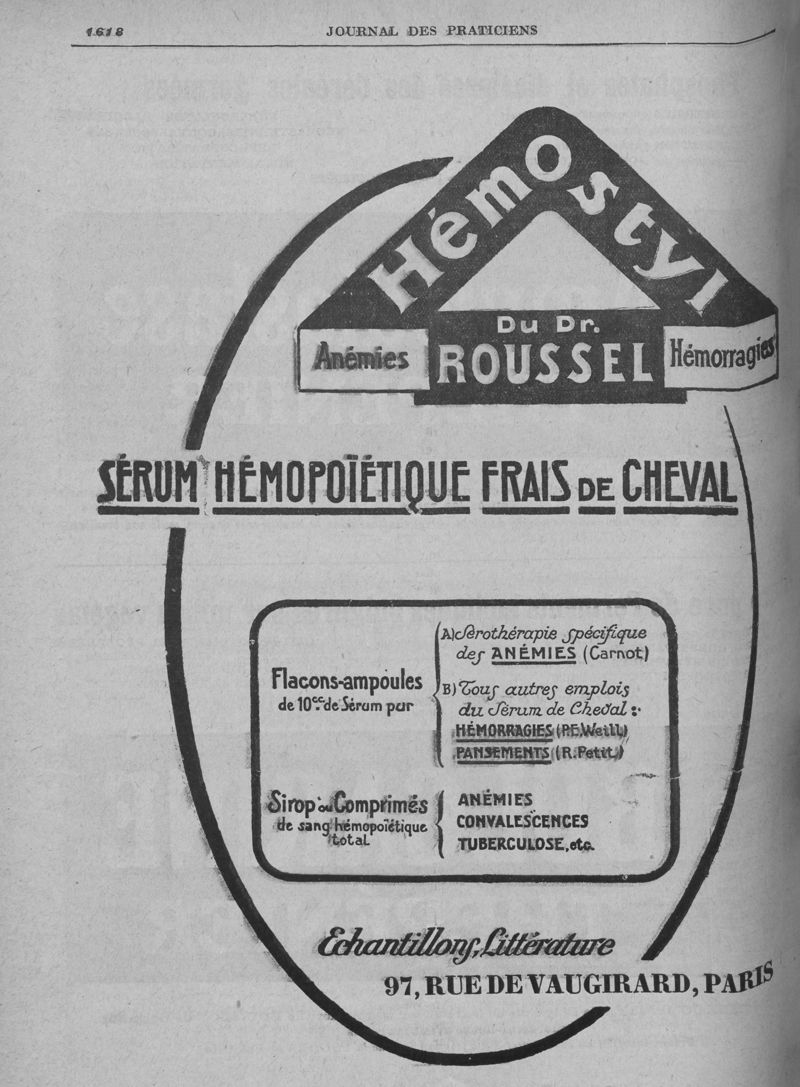 1618
JOURNAL DES PRATICIENS
Hémostyl
Du Dr.
ROUSSEL
Anémies
Hémorragies
SÉRUM HÉMOPOÏÉTIQUE FRAIS DE CHEVAL
Flacons-ampoules
de 10cc. de Sérum pur
A) Sérothérapie spécifique
des ANÉMIES (Carnot)
B) Tous autres emplois
du Sérum de Cheval :
HÉMORRAGIES (P.E. Weill)
PANSEMENTS (R. Petit)
Sirop ou Comprimés
de sang hémopoïétique
total
ANÉMIES
CONVALESCENCES
TUBERCULOSE, etc.
Echantillons, Littérature
97, RUE DE VAUGIRARD, PARIS